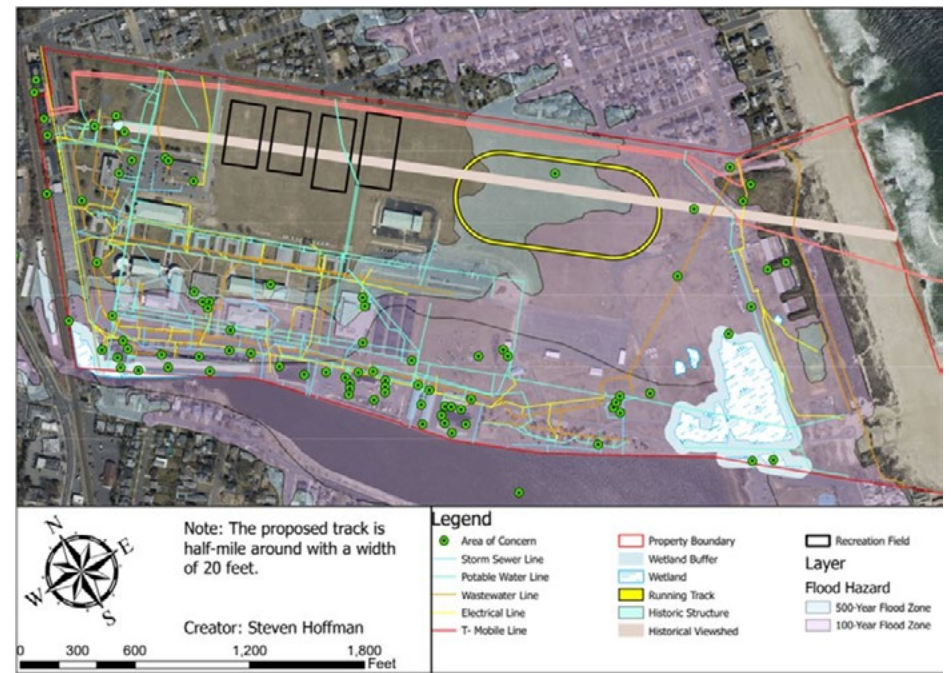 N
E
W
S
Note: The proposed track is
half-mile around with a width
of 20 feet.
Creator: Steven Hoffman
0 300 600 1,200 1,800
Feet
Legend
Area of Concern
Storm Sewer Line
Potable Water Line
Wastewater Line
Electrical Line
T- Mobile Line
Property Boundary
Wetland Buffer
Wetland
Running Track
Historic Structure
Historical Viewshed
Recreation Field
Layer
Flood Hazard
500-Year Flood Zone
100-Year Flood Zone